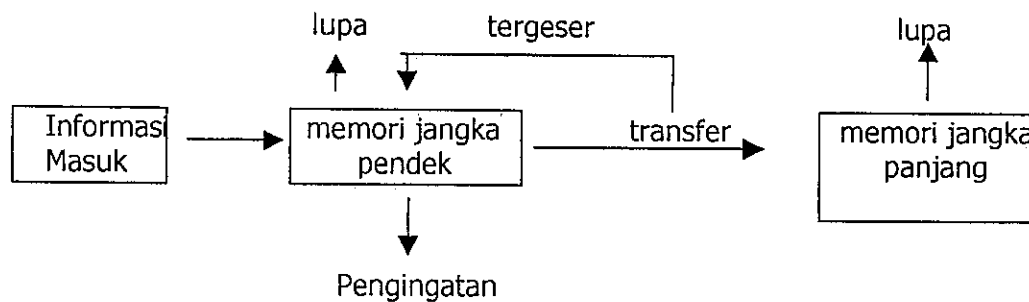 lupa
tergeser
lupa
Informasi
Masuk
memori jangka
pendek
transfer
memori jangka
panjang
Pengingatan